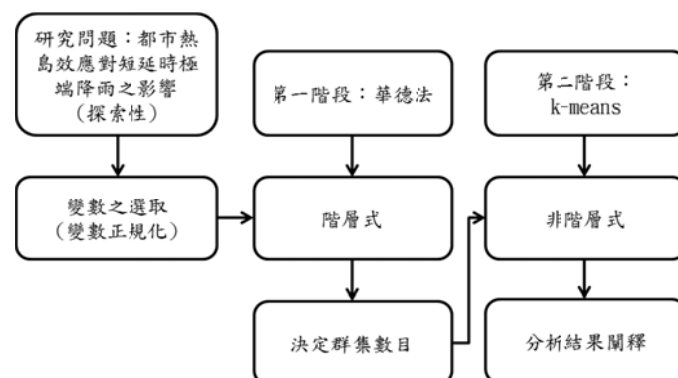 研究問題：都市熱
島效應對短延時極
端降雨之影響
(探索性)
第一階段：華德法
第二階段：
k-means
變數之選取
(變數正規化)
階層式
非階層式
決定群集數目
分析結果闡釋